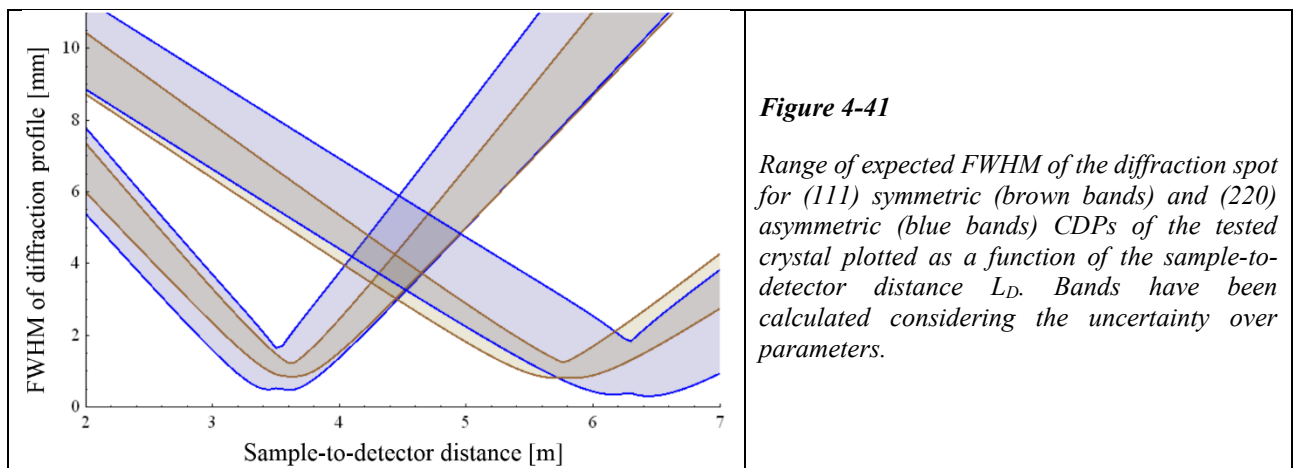 FWHM of diffraction profile [mm]
10
8
6
4
2
0
2
3
4
5
6
7
Sample-to-detector distance [m]
Figure 4-41
Range of expected FWHM of the diffraction spot
for (111) symmetric (brown bands) and (220)
asymmetric (blue bands) CDPs of the tested
crystal plotted as a function of the sample-to-
detector distance LD. Bands have been
calculated considering the uncertainty over
parameters.